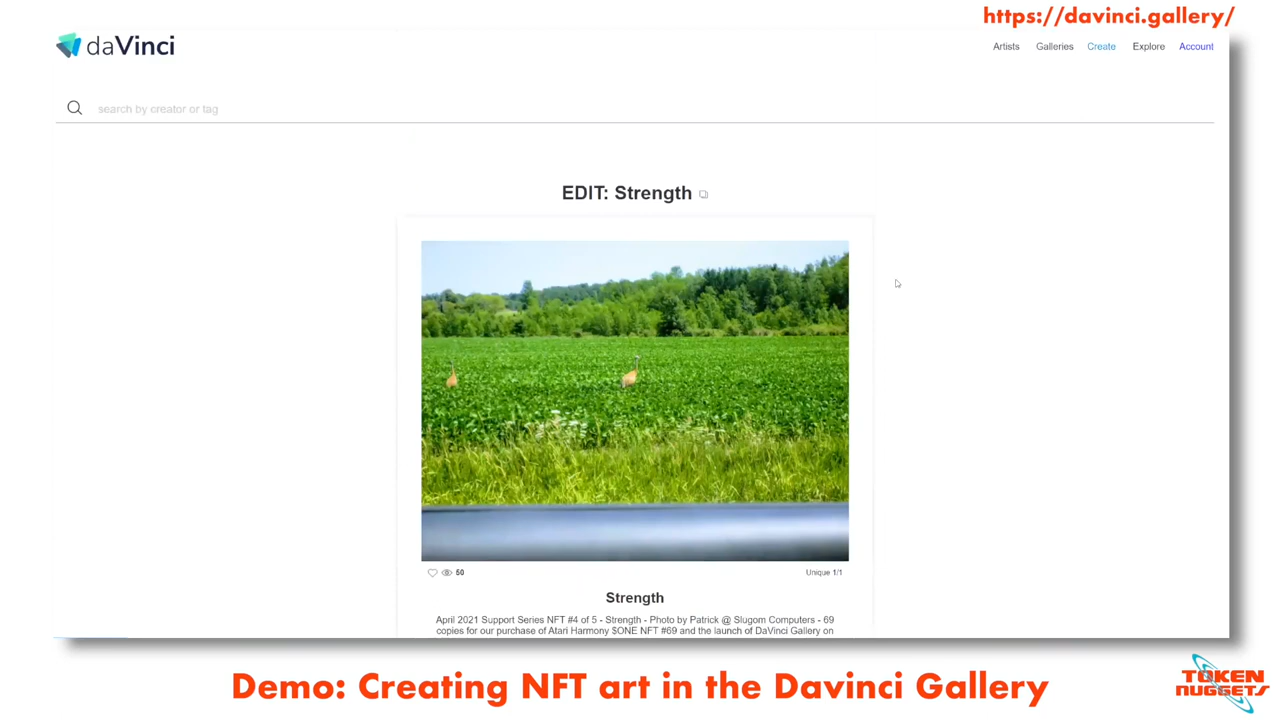 https://davinci.gallery/
daVinci
Artists Galleries Create Explore Account
search by creator or tag
EDIT: Strength
50
Unique 1/1
Strength
April 2021 Support Series NFT #4 of 5 - Strength - Photo by Patrick @ Slugom Computers - 69
copies for our purchase of Atari Harmony $ONE NFT #69 and the launch of DaVinci Gallery on
Demo: Creating NFT art in the Davinci Gallery
TOKEN
NUGGETS